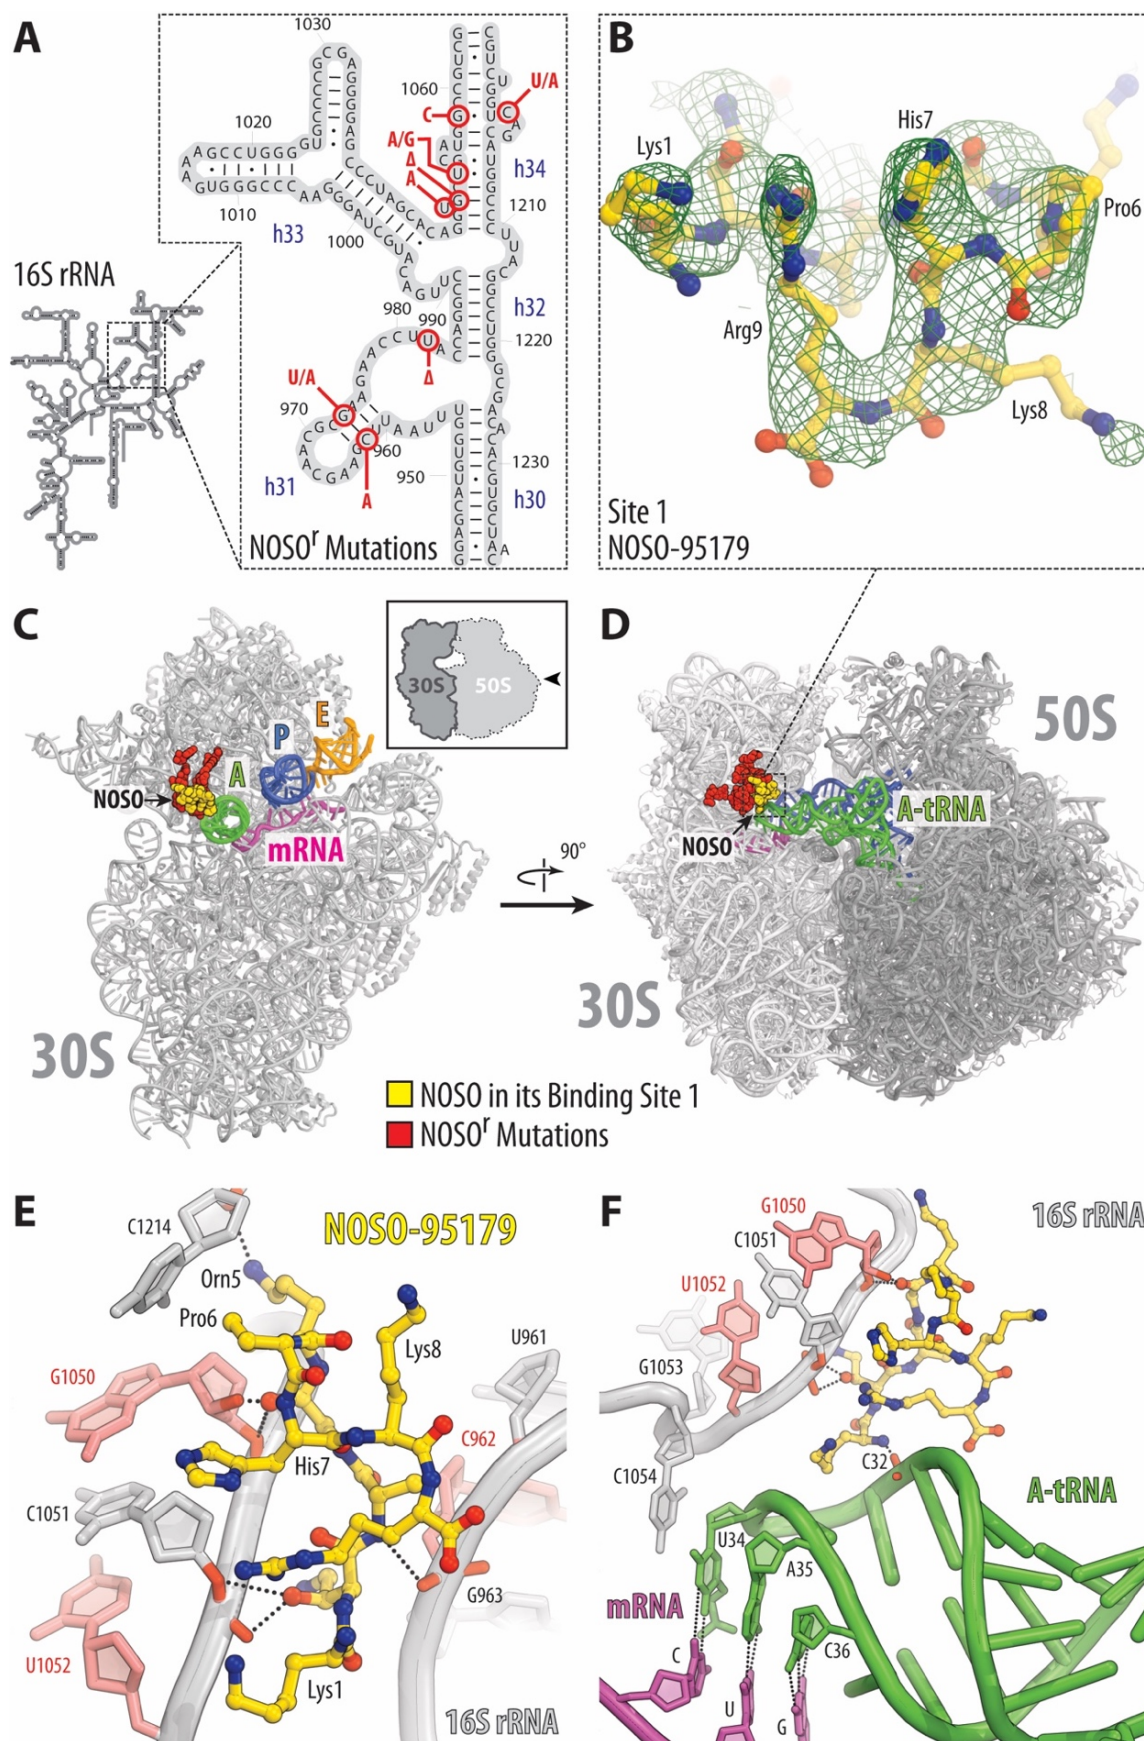 A
1030
1060
U/A
C
1020
A/G
Δ
A
h34
1210
1010
1000
h33
h32
16S rRNA
980
990
1220
U/A
Δ
970
960
950
1230
h31
h30
A
NOSOʳ Mutations
B
His7
Lys1
Pro6
Arg9
Lys8
Site 1
NOSO-95179
C
30S
50S
E
P
A
NOSO
mRNA
90°
30S
D
50S
A-tRNA
NOSO
30S
NOSO in its Binding Site 1
NOSOʳ Mutations
E
C1214
NOSO-95179
Orn5
Pro6
Lys8
U961
G1050
C962
His7
C1051
G963
U1052
Lys1
16S rRNA
F
G1050
16S rRNA
C1051
U1052
G1053
C1054
C32
A-tRNA
U34
A35
mRNA
C36
C
U
G